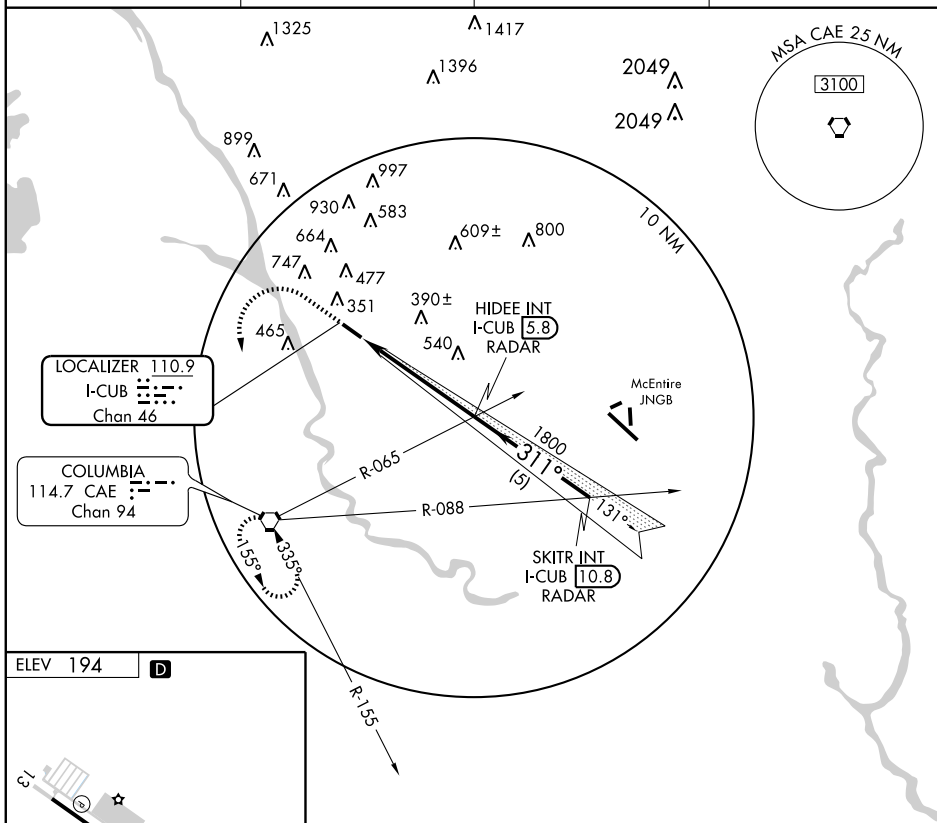 1325
1417
1396
2049
2049
MSA CAE 25 NM
3100
899
671
997
930
583
664
609±
800
10 NM
747
477
351
390±
465
540
HIDEE INT
I-CUB 5.8
RADAR
LOCALIZER 110.9
I-CUB
Chan 46
McEntire
JNGB
COLUMBIA
114.7 CAE
Chan 94
R-065
1800
311°
(5)
R-088
131°
155°
335°
SKITR INT
I-CUB 10.8
RADAR
R-155
ELEV 194
D
13
P